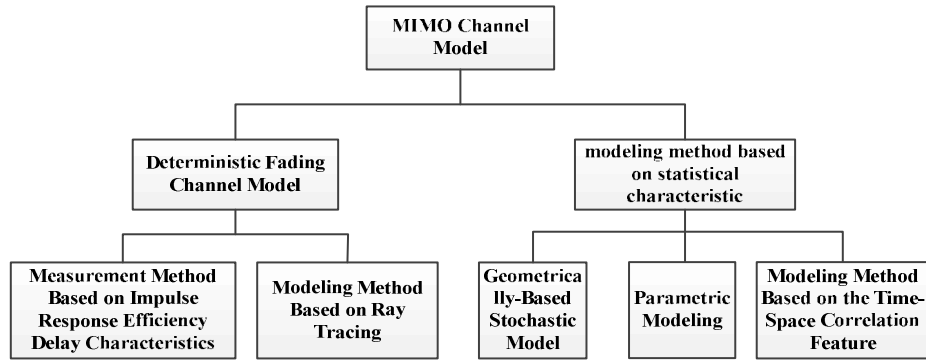 MIMO Channel
Model
Deterministic Fading
Channel Model
modeling method based
on statistical
characteristic
Measurement Method
Based on Impulse
Response Efficiency
Delay Characteristics
Modeling Method
Based on Ray
Tracing
Geometrica
lly-Based
Stochastic
Model
Parametric
Modeling
Modeling Method
Based on the Time-
Space Correlation
Feature